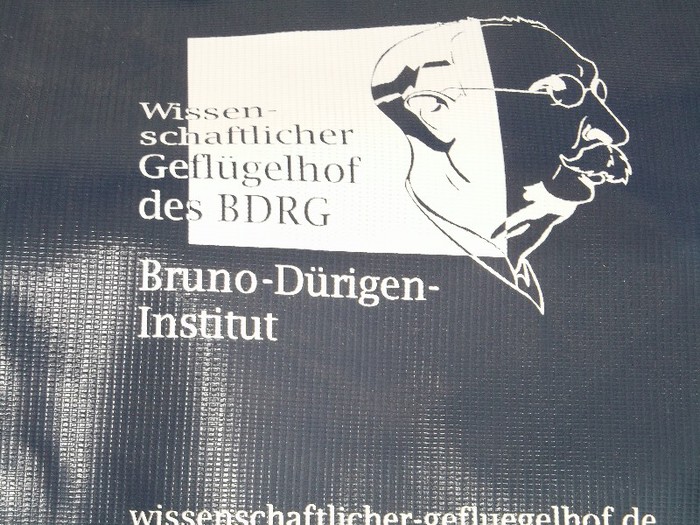 Wissen-
schaftlicher
Geflügelhof
des BDRG
Bruno-Dürigen-
Institut
wissenschaftlicher-gefluegelhof.de